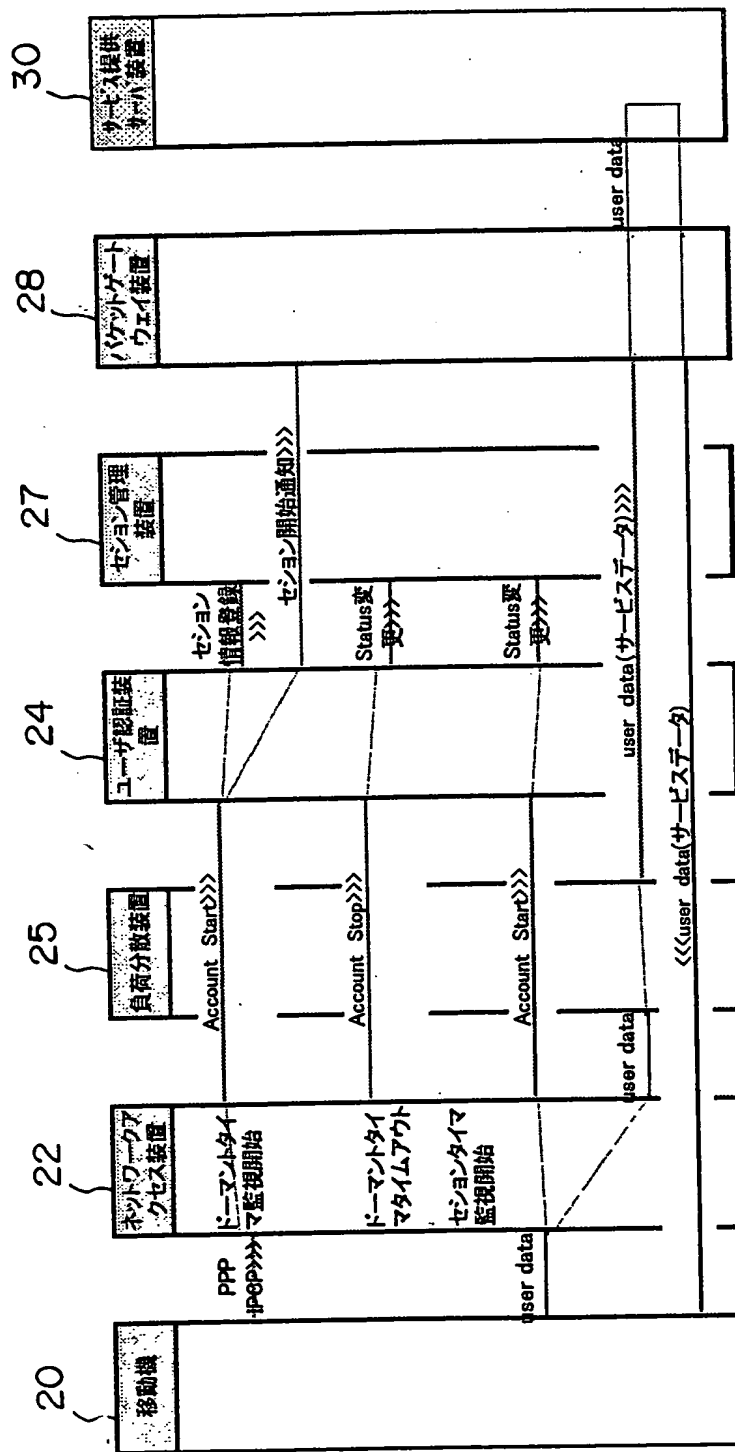 20
移動機
22
ネットワークア
クセス装置
25
負荷分散装置
24
ユーザ認証装
置
27
セション管理
装置
28
パケットゲート
ウェイ装置
30
サービス提供
サーバ装置
PPP
IPCP>>>
ドーマントタイ
マ監視開始
Account Start>>>
セション
情報登録
>>>
セション開始通知>>>
ドーマントタイ
マタイムアウト
Account Stop>>>
Status変
更>>>
セションタイマ
監視開始
user data
Account Start>>>
Status変
更>>>
user data
user data(サービスデータ)>>>
user data
<<<user data(サービスデータ)